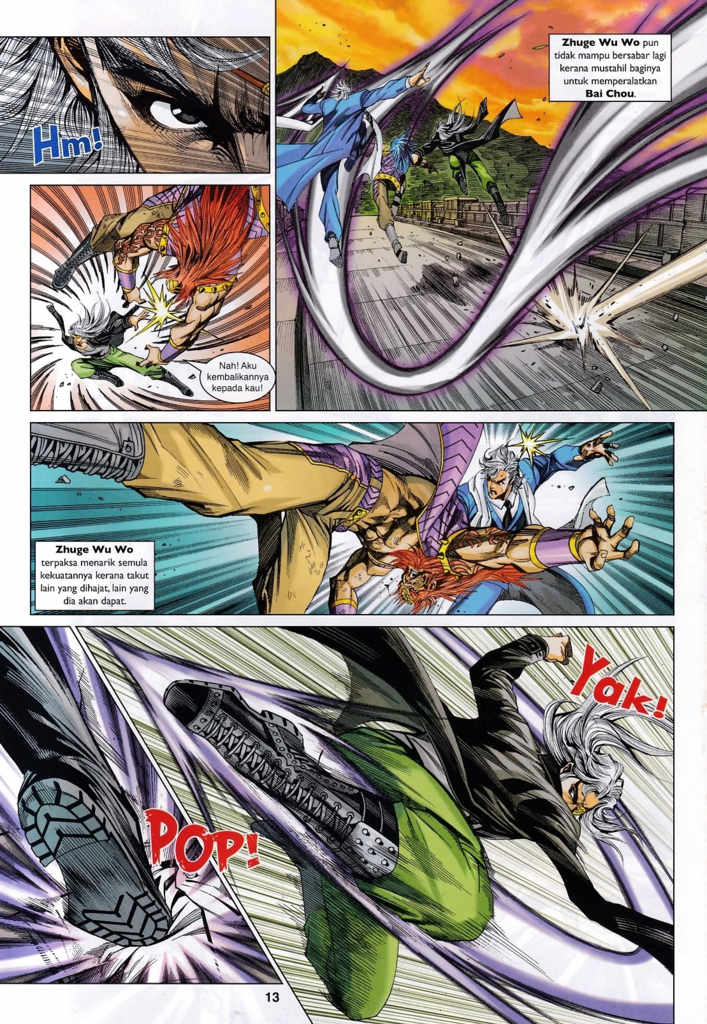 Hm!
Zhuge Wu Wo pun
tidak mampu bersabar lagi
kerana mustahil baginya
untuk memperalatkan
Bai Chou.
Nah! Aku
kembalikannya
kepada kau!
Zhuge Wu Wo
terpaksa menarik semula
kekuatannya kerana takut
lain yang dihajat, lain yang
dia akan dapat.
POP!
Yak!
13